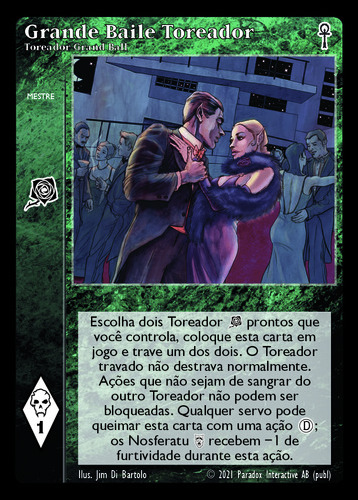 Grande Baile Toreador
Toreador Grand Ball
MESTRE
Escolha dois Toreador prontos que
você controla, coloque esta carta em
jogo e trave um dos dois. O Toreador
travado não destrava normalmente.
Ações que não sejam de sangrar do
outro Toreador não podem ser
bloqueadas. Qualquer servo pode
queimar esta carta com uma ação Ⓓ;
os Nosferatu recebem −1 de
furtividade durante esta ação.
1
Ilus. Jim Di Bartolo © 2021 Paradox Interactive AB (publ)